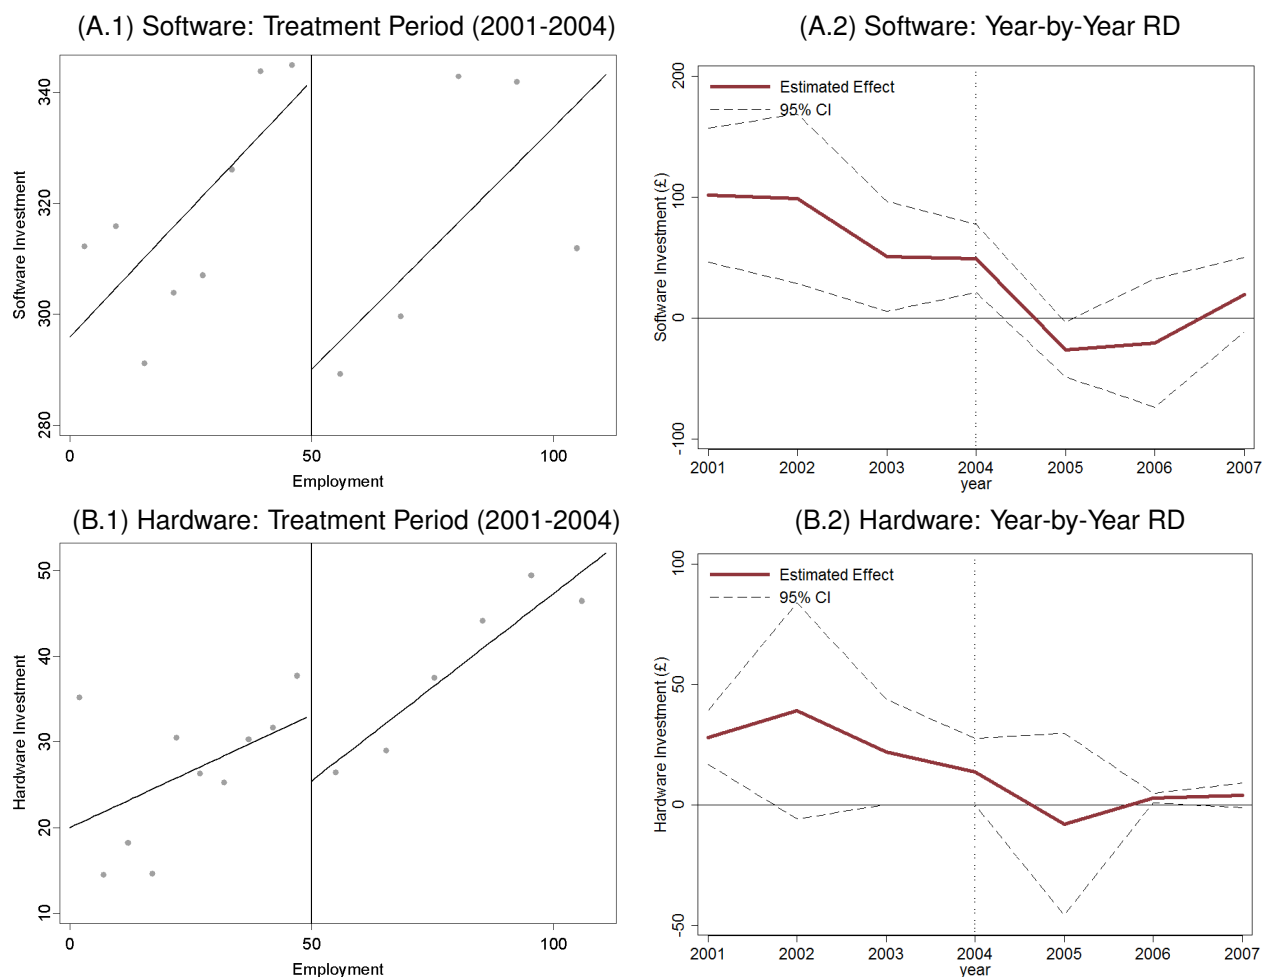 (A.1) Software: Treatment Period (2001-2004)
340
320
300
280
Software Investment
0 50 100
Employment
(A.2) Software: Year-by-Year RD
Estimated Effect
95% CI
200
100
0
-100
Software Investment (£)
2001 2002 2003 2004 2005 2006 2007
year
(B.1) Hardware: Treatment Period (2001-2004)
50
40
30
20
10
Hardware Investment
0 50 100
Employment
(B.2) Hardware: Year-by-Year RD
Estimated Effect
95% CI
100
50
0
-50
Hardware Investment (£)
2001 2002 2003 2004 2005 2006 2007
year